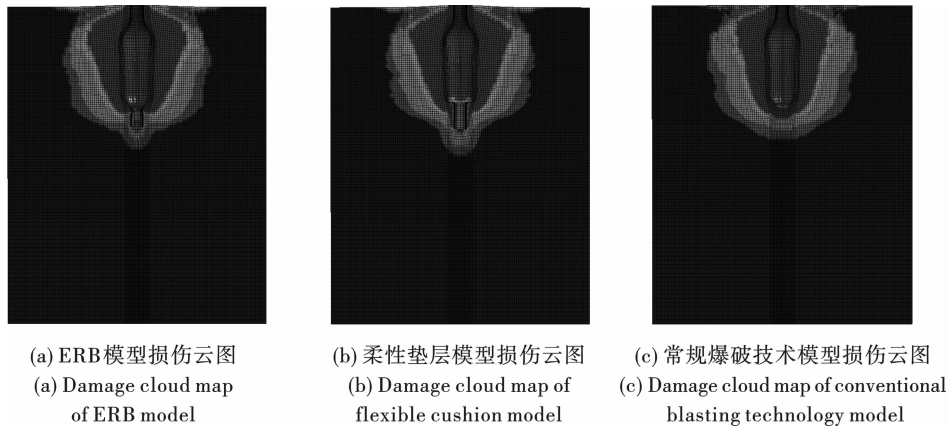 (a) ERB模型损伤云图
(a) Damage cloud map
of ERB model
(b) 柔性垫层模型损伤云图
(b) Damage cloud map of
flexible cushion model
(c) 常规爆破技术模型损伤云图
(c) Damage cloud map of conventional
blasting technology model